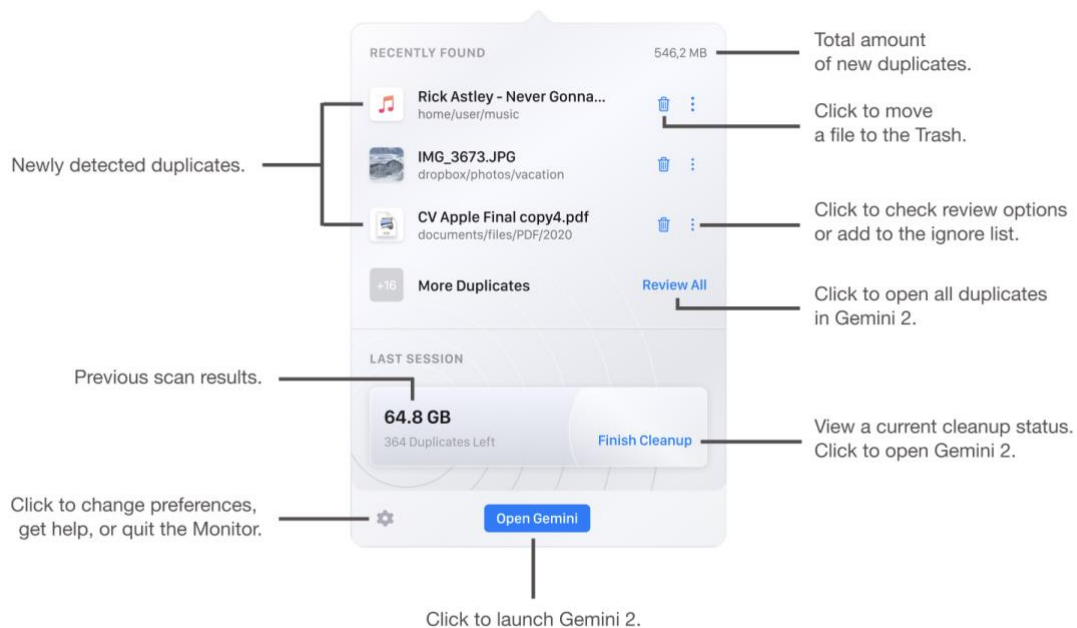 RECENTLY FOUND
546,2 MB
Total amount
of new duplicates.
Rick Astley - Never Gonna...
home/user/music
Click to move
a file to the Trash.
Newly detected duplicates.
IMG_3673.JPG
dropbox/photos/vacation
CV Apple Final copy4.pdf
documents/files/PDF/2020
Click to check review options
or add to the ignore list.
+16
More Duplicates
Review All
Click to open all duplicates
in Gemini 2.
LAST SESSION
Previous scan results.
64.8 GB
364 Duplicates Left
Finish Cleanup
View a current cleanup status.
Click to open Gemini 2.
Click to change preferences,
get help, or quit the Monitor.
Open Gemini
Click to launch Gemini 2.